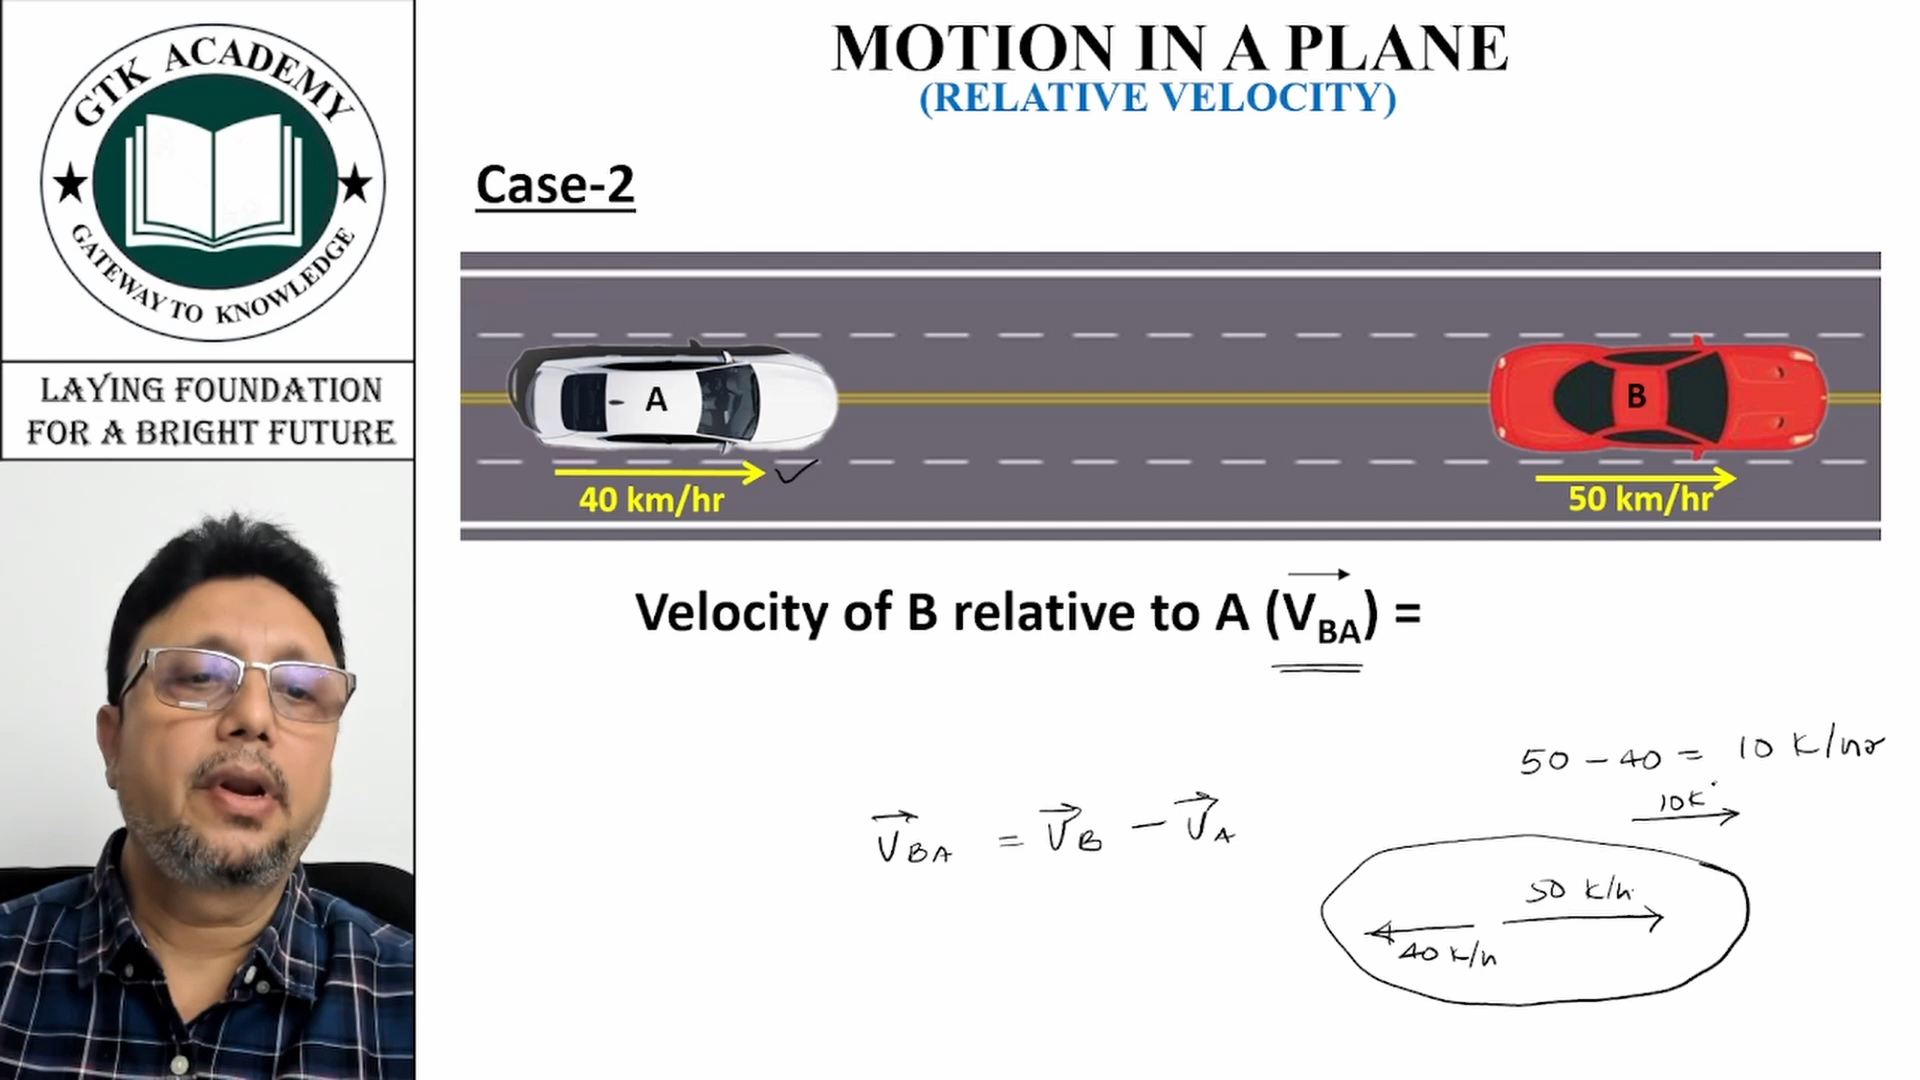 GTK ACADEMY
GATEWAY TO KNOWLEDGE
LAYING FOUNDATION
FOR A BRIGHT FUTURE
MOTION IN A PLANE
(RELATIVE VELOCITY)
Case-2
A
B
40 km/hr
50 km/hr
Velocity of B relative to A (V⃗BA) =
50 - 40 = 10 K/hr
10K
V⃗BA = V⃗B - V⃗A
50 K/h
40 K/h